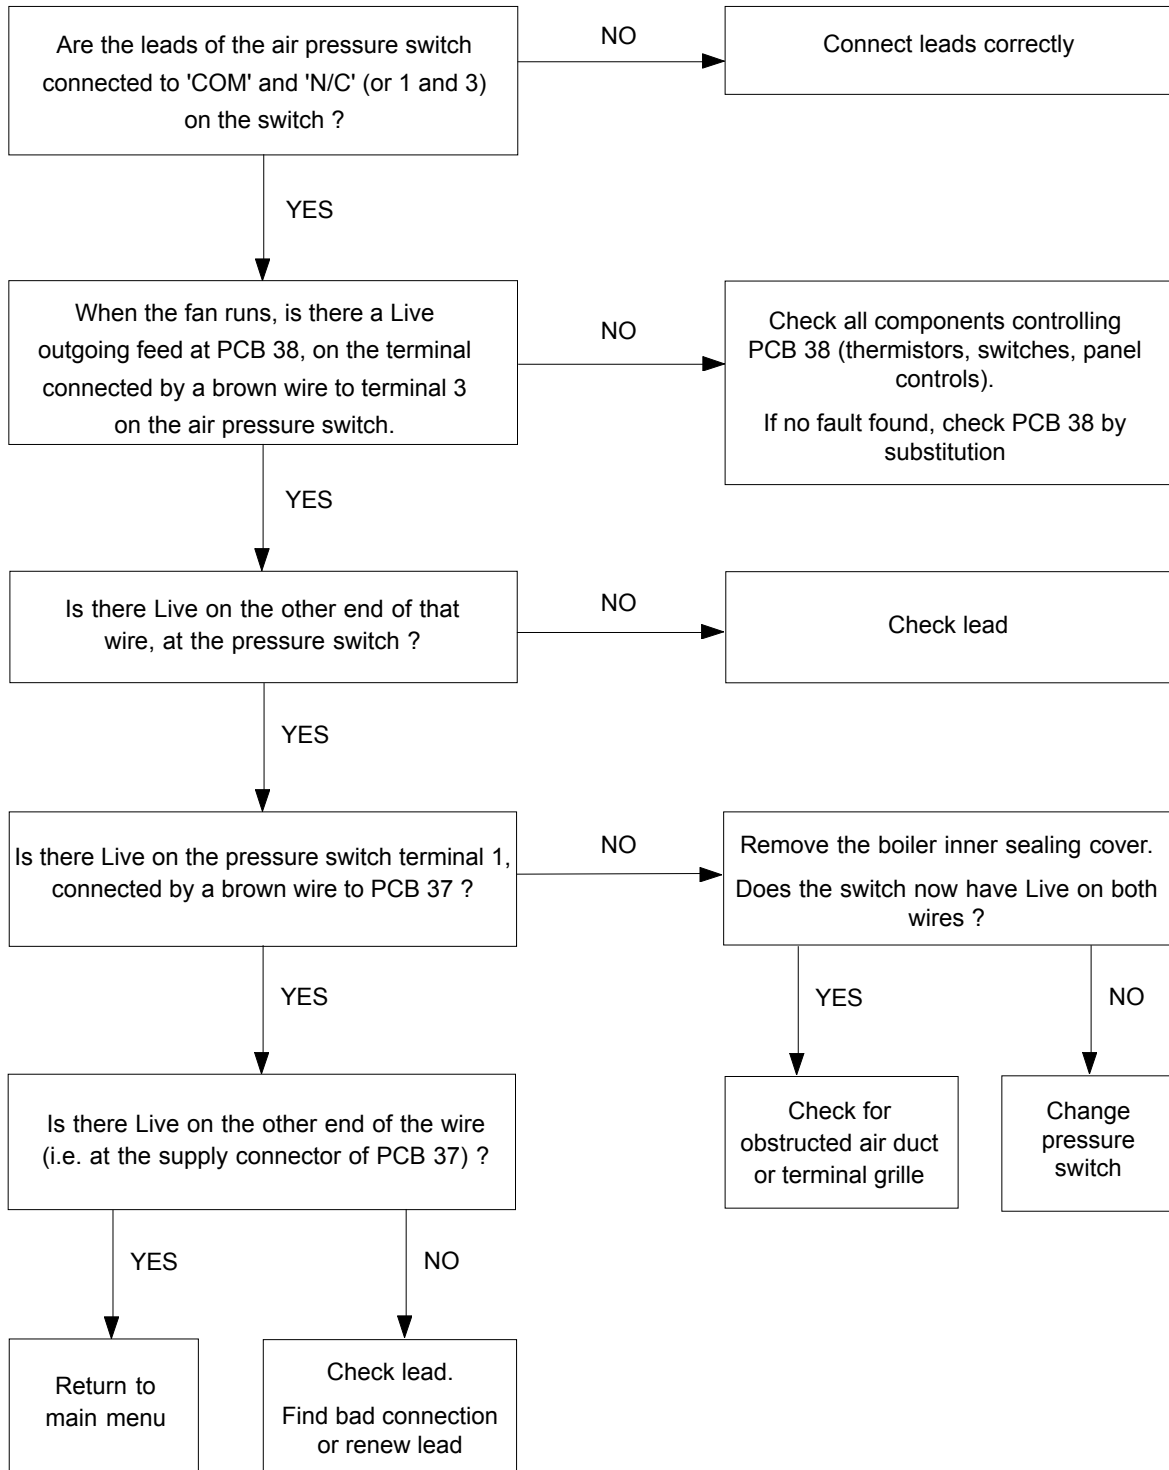 Are the leads of the air pressure switch
connected to 'COM' and 'N/C' (or 1 and 3)
on the switch ?
NO
Connect leads correctly
YES
When the fan runs, is there a Live
outgoing feed at PCB 38, on the terminal
connected by a brown wire to terminal 3
on the air pressure switch.
NO
Check all components controlling
PCB 38 (thermistors, switches, panel
controls).
If no fault found, check PCB 38 by
substitution
YES
Is there Live on the other end of that
wire, at the pressure switch ?
NO
Check lead
YES
Is there Live on the pressure switch terminal 1,
connected by a brown wire to PCB 37 ?
NO
Remove the boiler inner sealing cover.
Does the switch now have Live on both
wires ?
YES
YES
NO
Is there Live on the other end of the wire
(i.e. at the supply connector of PCB 37) ?
Check for
obstructed air duct
or terminal grille
Change
pressure
switch
YES
NO
Return to
main menu
Check lead.
Find bad connection
or renew lead